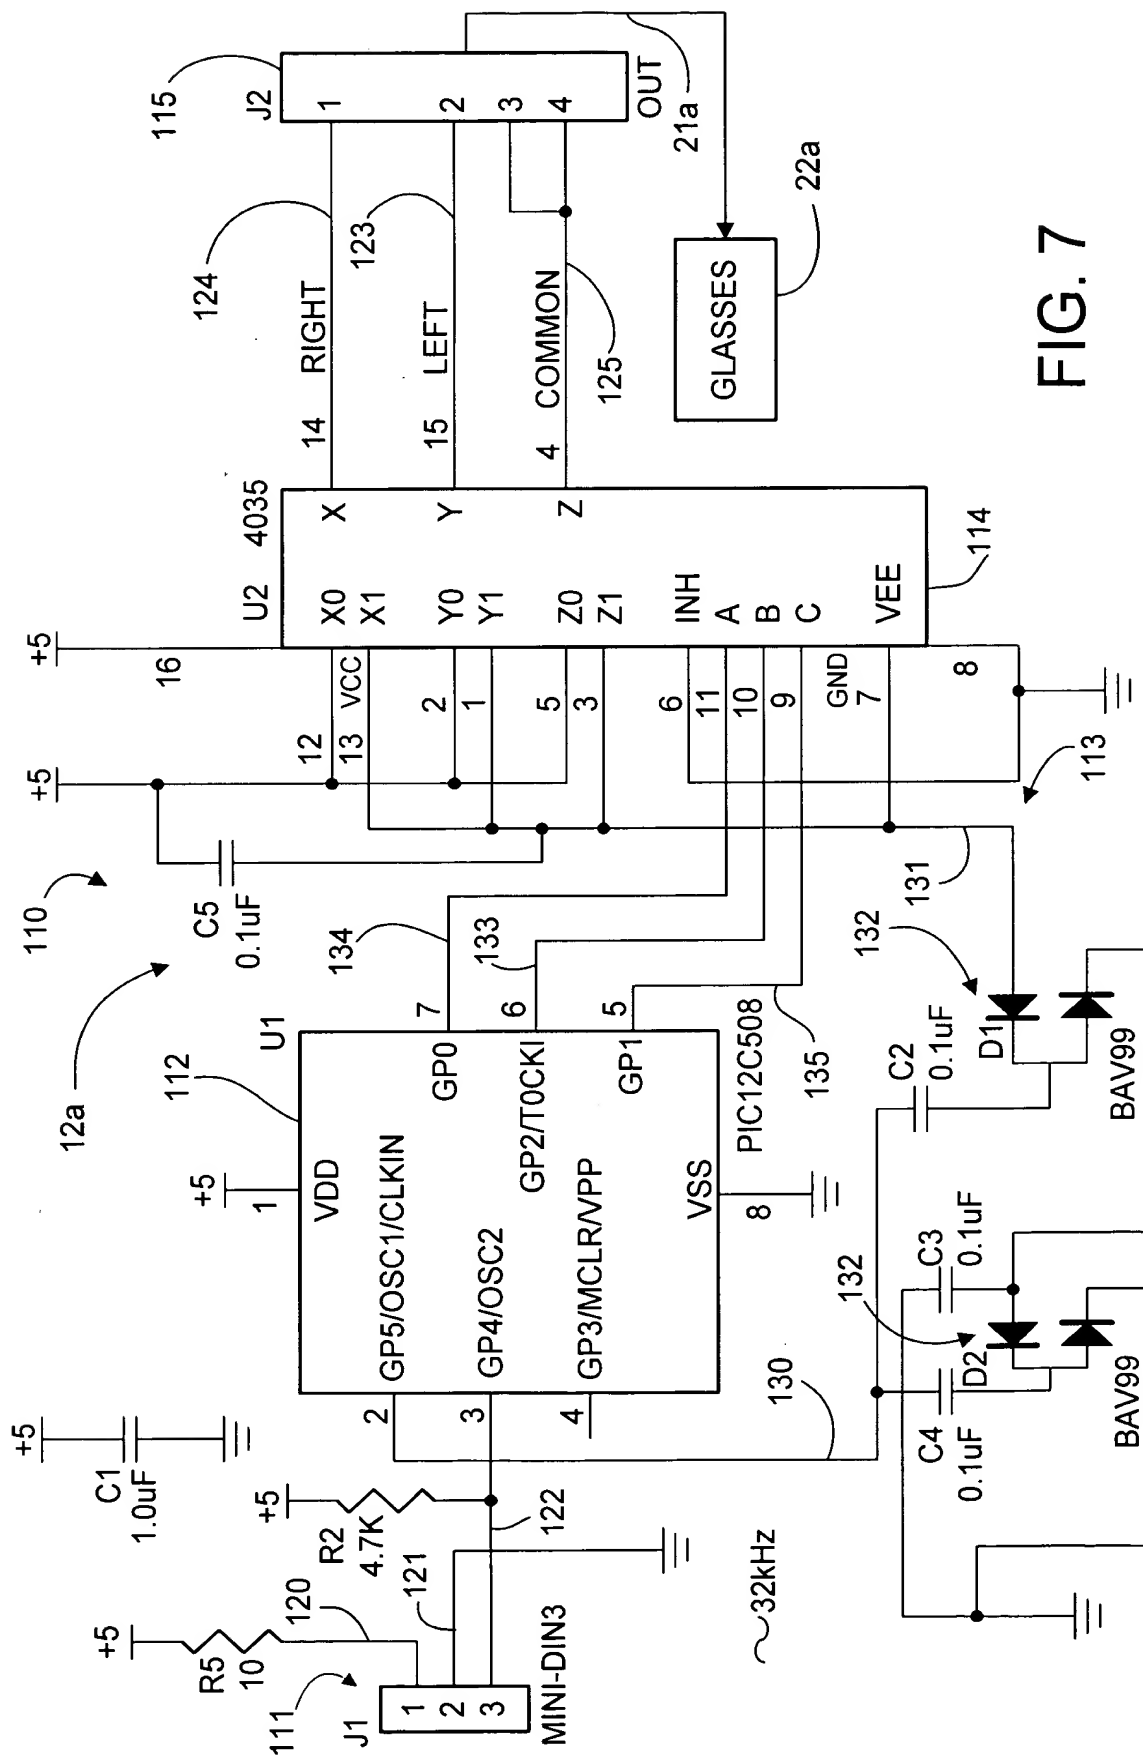 +5
R5
10
120
111
J1
1
2
3
MINI-DIN3
121
122
+5
R2
4.7K
+5
C1
1.0uF
32kHz
12a
110
112
U1
+5
1
VDD
2
GP5/OSC1/CLKIN
3
GP4/OSC2
4
GP3/MCLR/VPP
GP0
7
GP2/T0CKI
6
GP1
5
VSS
8
PIC12C508
134
133
135
130
C5
0.1uF
+5
+5
16
12
13
VCC
2
1
5
3
6
11
10
9
GND
7
8
U2
4035
X0
X1
Y0
Y1
Z0
Z1
INH
A
B
C
VEE
X
Y
Z
114
113
131
14
RIGHT
124
15
LEFT
123
4
COMMON
125
115
J2
1
2
3
4
OUT
21a
GLASSES
22a
C4
0.1uF
C3
0.1uF
132
D2
BAV99
C2
0.1uF
132
D1
BAV99
FIG. 7